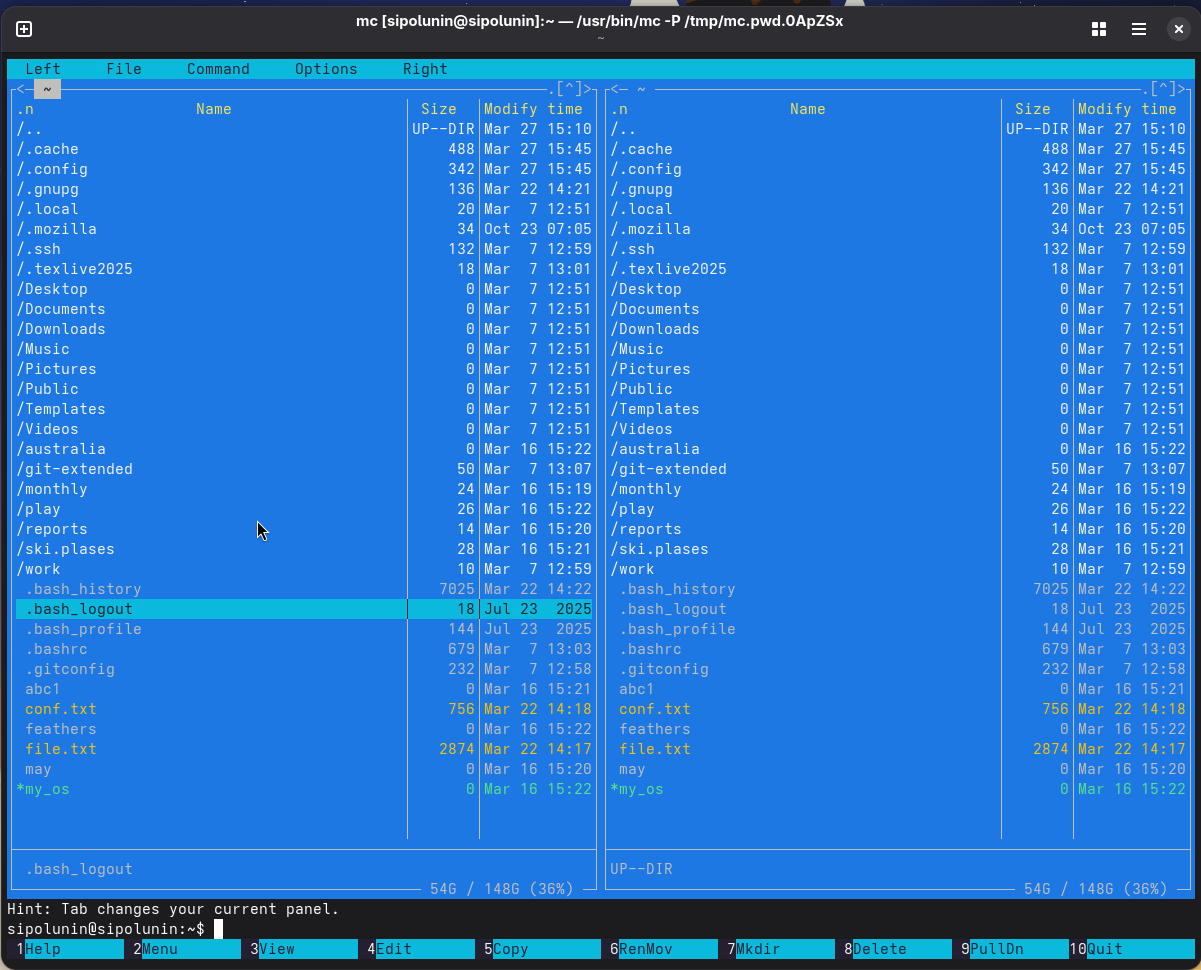 mc [sipolunin@sipolunin]:~ — /usr/bin/mc -P /tmp/mc.pwd.0ApZSx
~
Left File Command Options Right
<─ ~ .[^]> <─ ~ .[^]>
.n Name Size Modify time .n Name Size Modify time
/.. UP--DIR Mar 27 15:10 /.. UP--DIR Mar 27 15:10
/.cache 488 Mar 27 15:45 /.cache 488 Mar 27 15:45
/.config 342 Mar 27 15:45 /.config 342 Mar 27 15:45
/.gnupg 136 Mar 22 14:21 /.gnupg 136 Mar 22 14:21
/.local 20 Mar 7 12:51 /.local 20 Mar 7 12:51
/.mozilla 34 Oct 23 07:05 /.mozilla 34 Oct 23 07:05
/.ssh 132 Mar 7 12:59 /.ssh 132 Mar 7 12:59
/.texlive2025 18 Mar 7 13:01 /.texlive2025 18 Mar 7 13:01
/Desktop 0 Mar 7 12:51 /Desktop 0 Mar 7 12:51
/Documents 0 Mar 7 12:51 /Documents 0 Mar 7 12:51
/Downloads 0 Mar 7 12:51 /Downloads 0 Mar 7 12:51
/Music 0 Mar 7 12:51 /Music 0 Mar 7 12:51
/Pictures 0 Mar 7 12:51 /Pictures 0 Mar 7 12:51
/Public 0 Mar 7 12:51 /Public 0 Mar 7 12:51
/Templates 0 Mar 7 12:51 /Templates 0 Mar 7 12:51
/Videos 0 Mar 7 12:51 /Videos 0 Mar 7 12:51
/australia 0 Mar 16 15:22 /australia 0 Mar 16 15:22
/git-extended 50 Mar 7 13:07 /git-extended 50 Mar 7 13:07
/monthly 24 Mar 16 15:19 /monthly 24 Mar 16 15:19
/play 26 Mar 16 15:22 /play 26 Mar 16 15:22
/reports 14 Mar 16 15:20 /reports 14 Mar 16 15:20
/ski.plases 28 Mar 16 15:21 /ski.plases 28 Mar 16 15:21
/work 10 Mar 7 12:59 /work 10 Mar 7 12:59
.bash_history 7025 Mar 22 14:22 .bash_history 7025 Mar 22 14:22
.bash_logout 18 Jul 23 2025 .bash_logout 18 Jul 23 2025
.bash_profile 144 Jul 23 2025 .bash_profile 144 Jul 23 2025
.bashrc 679 Mar 7 13:03 .bashrc 679 Mar 7 13:03
.gitconfig 232 Mar 7 12:58 .gitconfig 232 Mar 7 12:58
abc1 0 Mar 16 15:21 abc1 0 Mar 16 15:21
conf.txt 756 Mar 22 14:18 conf.txt 756 Mar 22 14:18
feathers 0 Mar 16 15:22 feathers 0 Mar 16 15:22
file.txt 2874 Mar 22 14:17 file.txt 2874 Mar 22 14:17
may 0 Mar 16 15:20 may 0 Mar 16 15:20
*my_os 0 Mar 16 15:22 *my_os 0 Mar 16 15:22
.bash_logout UP--DIR
54G / 148G (36%) 54G / 148G (36%)
Hint: Tab changes your current panel.
sipolunin@sipolunin:~$
1Help 2Menu 3View 4Edit 5Copy 6RenMov 7Mkdir 8Delete 9PullDn 10Quit